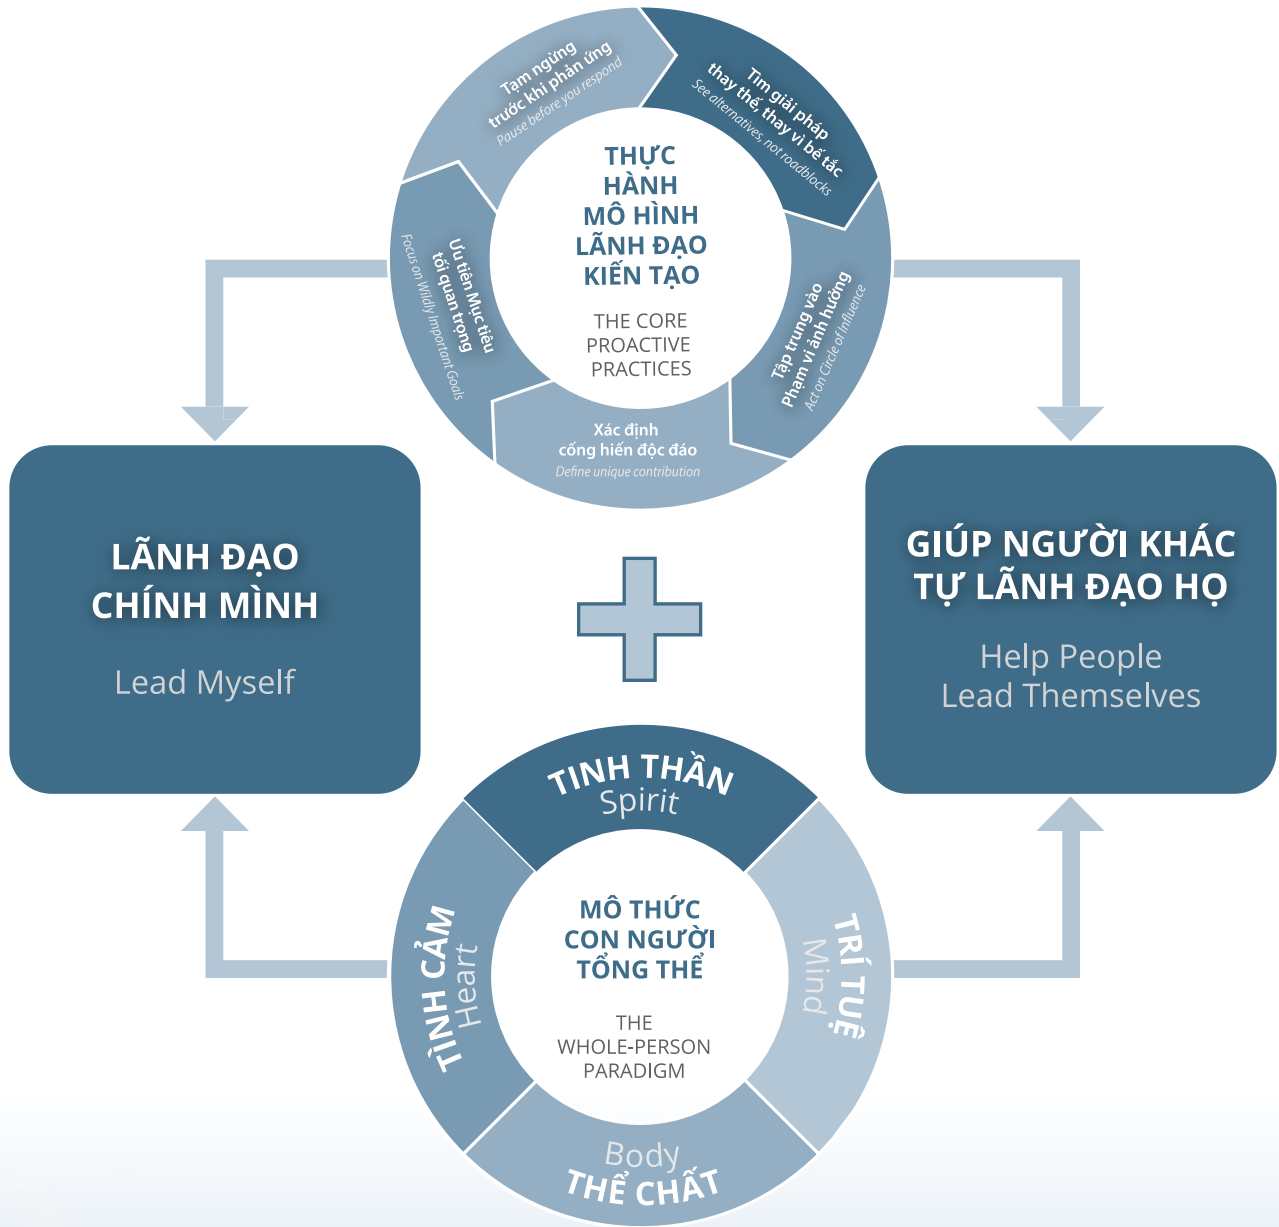 Tạm ngừng
trước khi phản ứng
Pause before you respond
Tìm giải pháp
thay thế, thay vì bế tắc
See alternatives, not roadblocks
Tập trung vào
Phạm vi ảnh hưởng
Act on Circle of Influence
Xác định
cống hiến độc đáo
Define unique contribution
Ưu tiên Mục tiêu
tối quan trọng
Focus on Wildly Important Goals
THỰC
HÀNH
MÔ HÌNH
LÃNH ĐẠO
KIẾN TẠO
THE CORE
PROACTIVE
PRACTICES
LÃNH ĐẠO
CHÍNH MÌNH
Lead Myself
GIÚP NGƯỜI KHÁC
TỰ LÃNH ĐẠO HỌ
Help People
Lead Themselves
TINH THẦN
Spirit
TRÍ TUỆ
Mind
Body
THỂ CHẤT
TÌNH CẢM
Heart
MÔ THỨC
CON NGƯỜI
TỔNG THỂ
THE
WHOLE-PERSON
PARADIGM